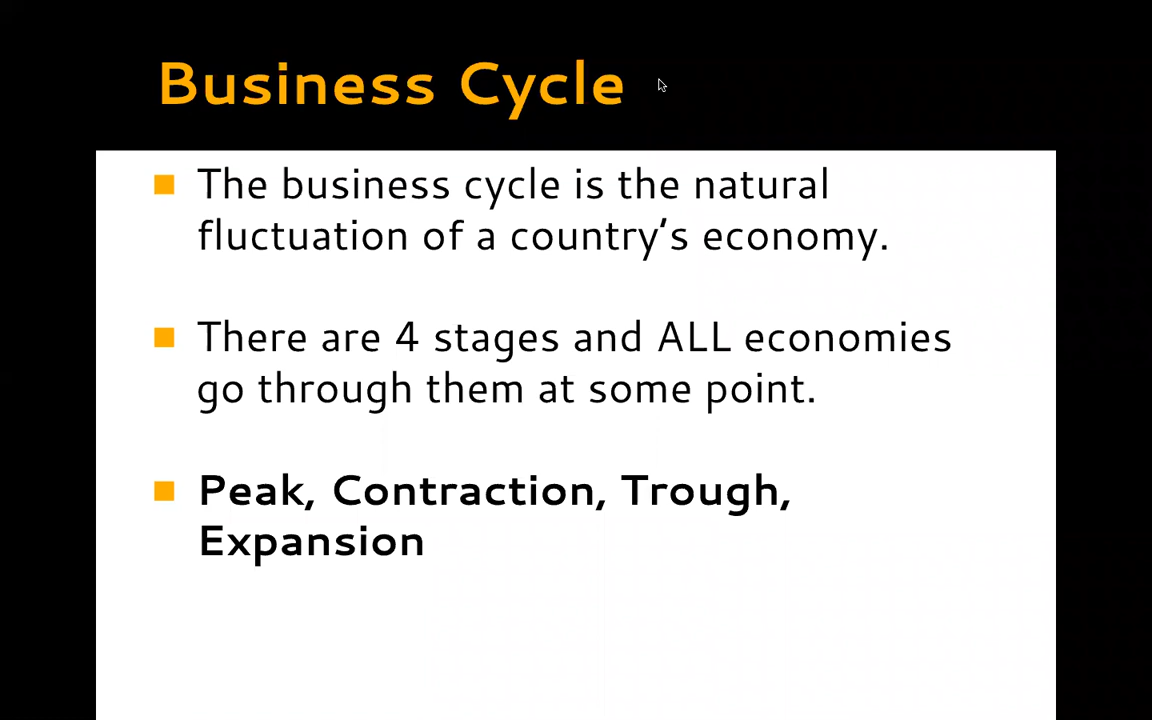 Business Cycle
The business cycle is the natural
fluctuation of a country’s economy.
There are 4 stages and ALL economies
go through them at some point.
Peak, Contraction, Trough,
Expansion